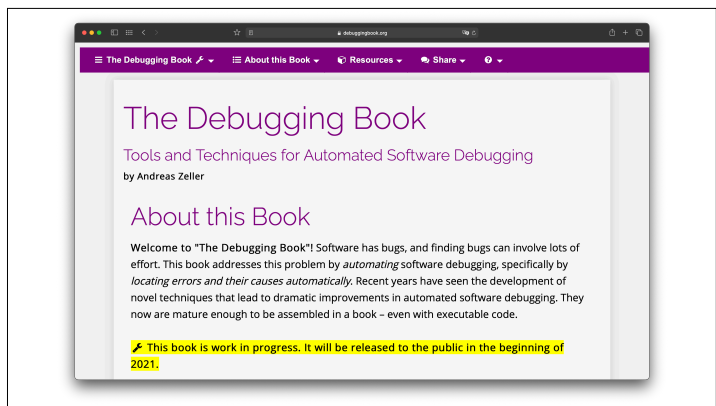 debuggingbook.org
The Debugging Book
About this Book
Resources
Share
The Debugging Book
Tools and Techniques for Automated Software Debugging
by Andreas Zeller
About this Book
Welcome to "The Debugging Book"! Software has bugs, and finding bugs can involve lots of
effort. This book addresses this problem by automating software debugging, specifically by
locating errors and their causes automatically. Recent years have seen the development of
novel techniques that lead to dramatic improvements in automated software debugging. They
now are mature enough to be assembled in a book – even with executable code.
This book is work in progress. It will be released to the public in the beginning of
2021.